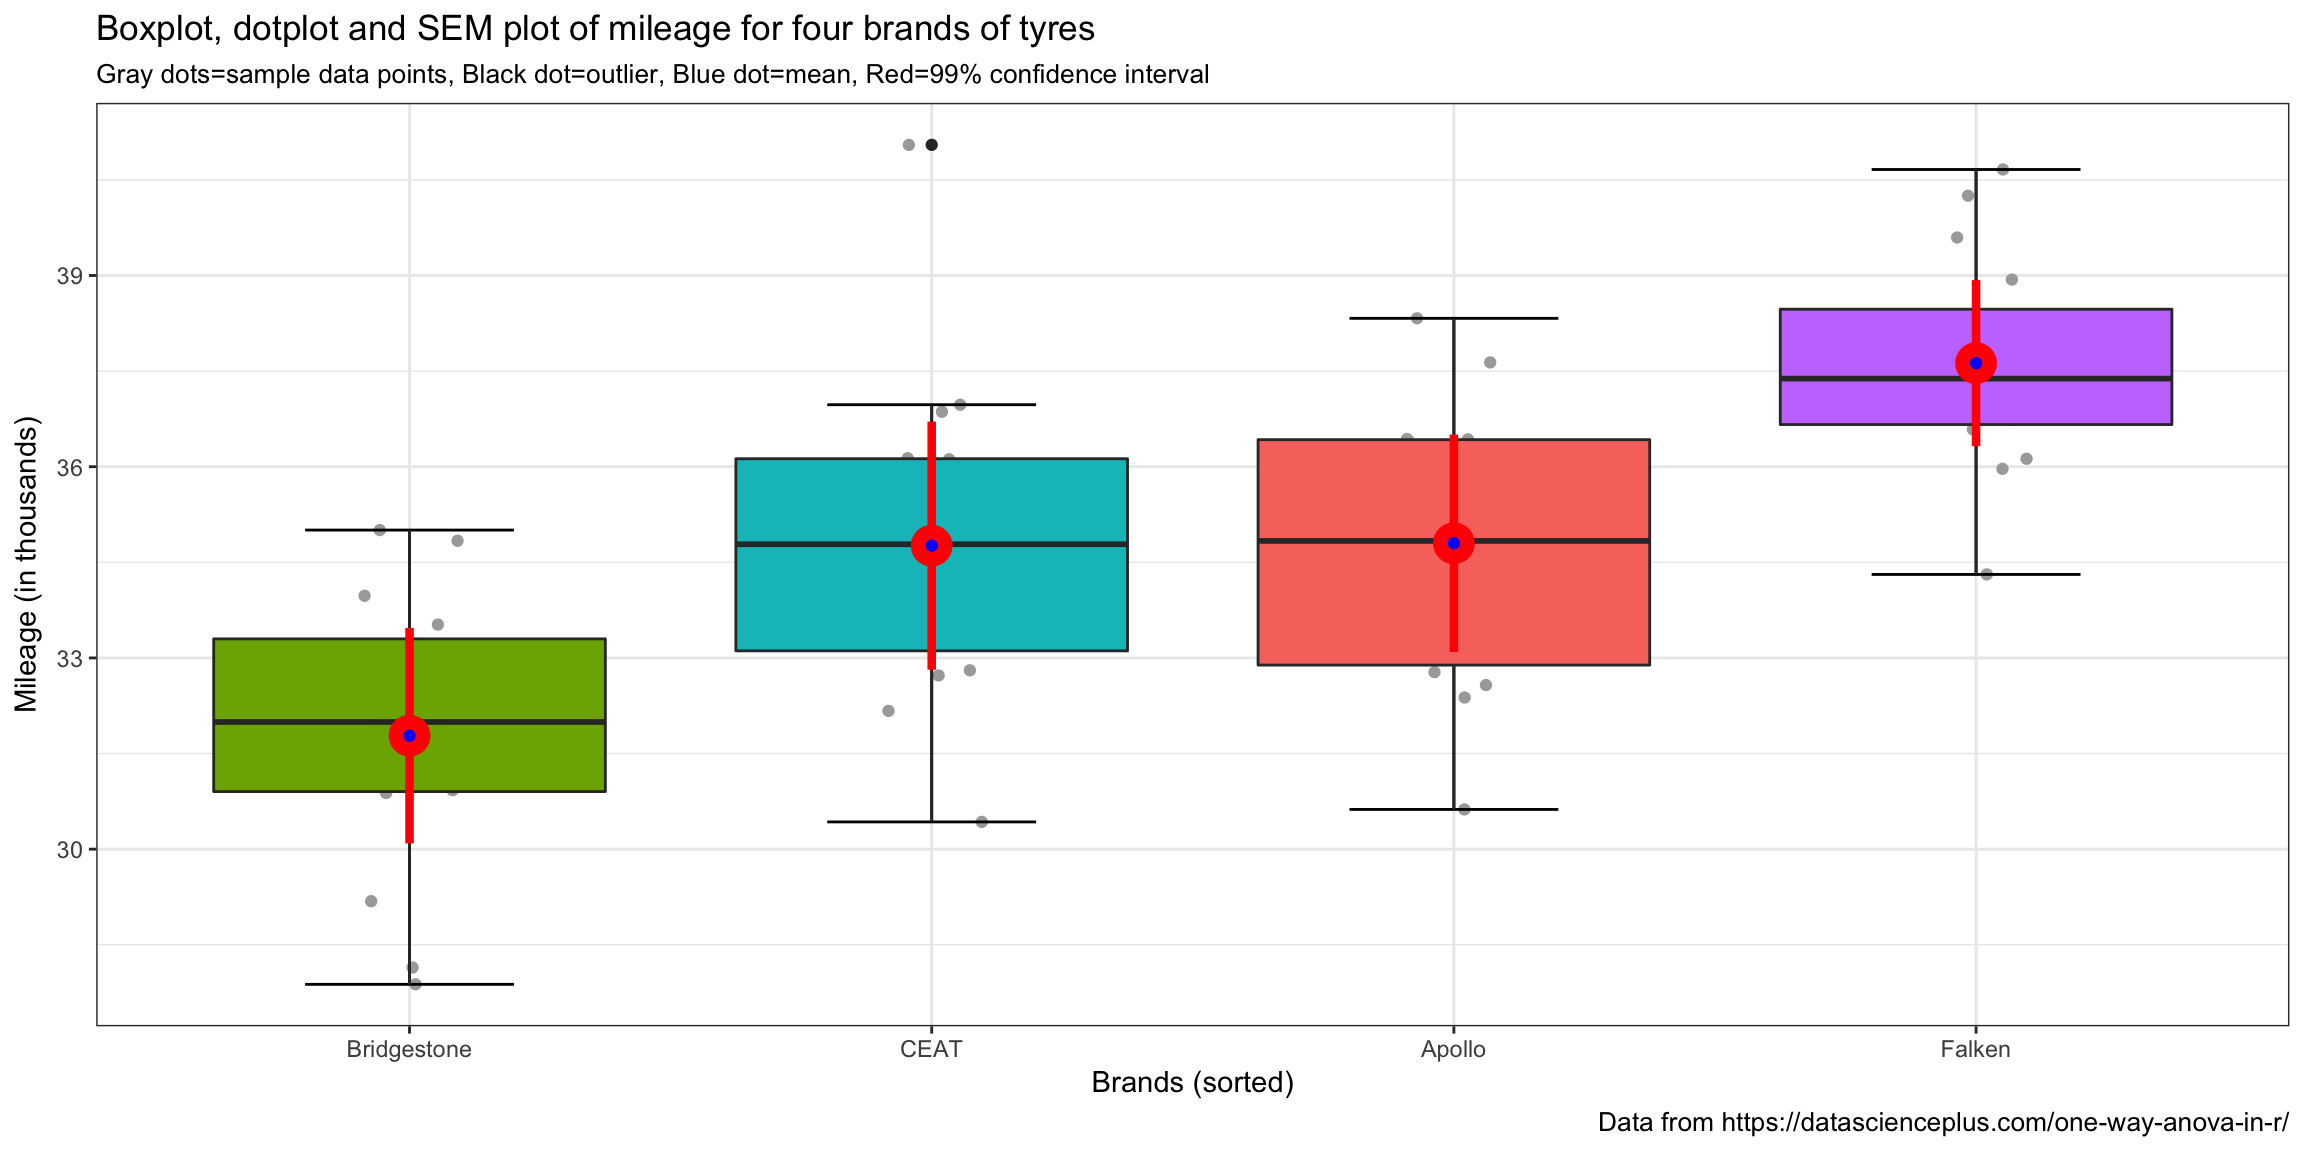 Boxplot, dotplot and SEM plot of mileage for four brands of tyres
Gray dots=sample data points, Black dot=outlier, Blue dot=mean, Red=99% confidence interval
Mileage (in thousands)
39
36
33
30
Bridgestone CEAT Apollo Falken
Brands (sorted)
Data from https://datascienceplus.com/one-way-anova-in-r/